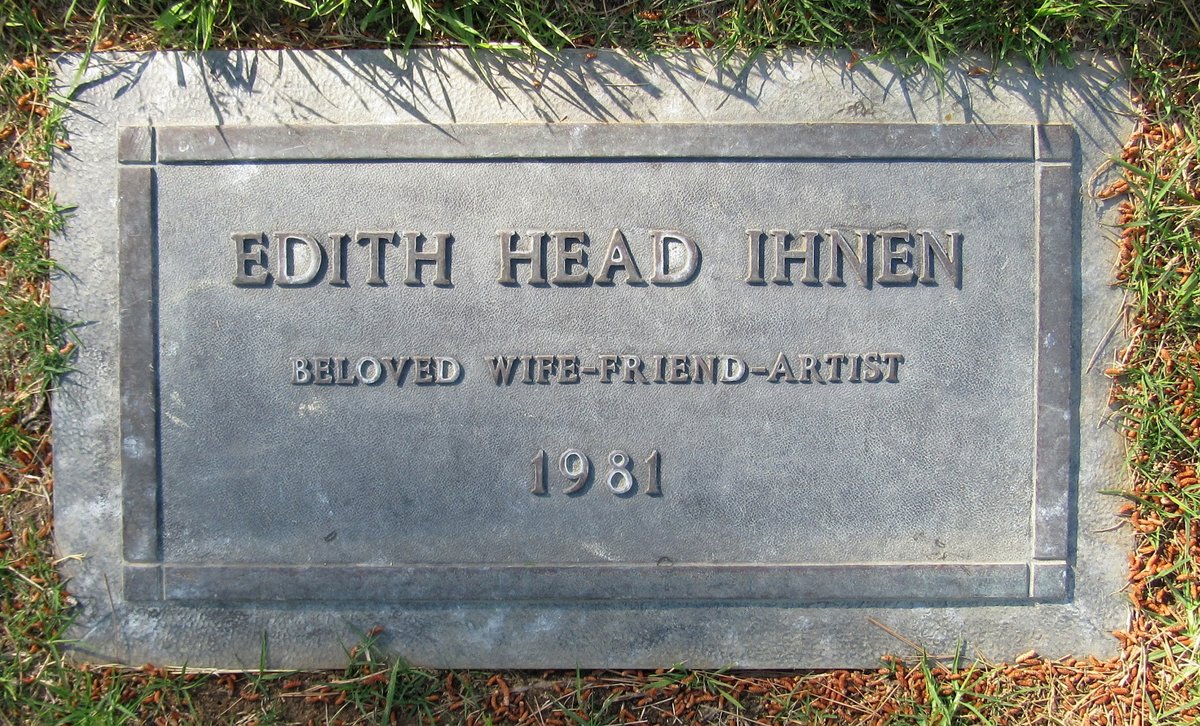 EDITH HEAD IHNEN
BELOVED WIFE-FRIEND-ARTIST
1981